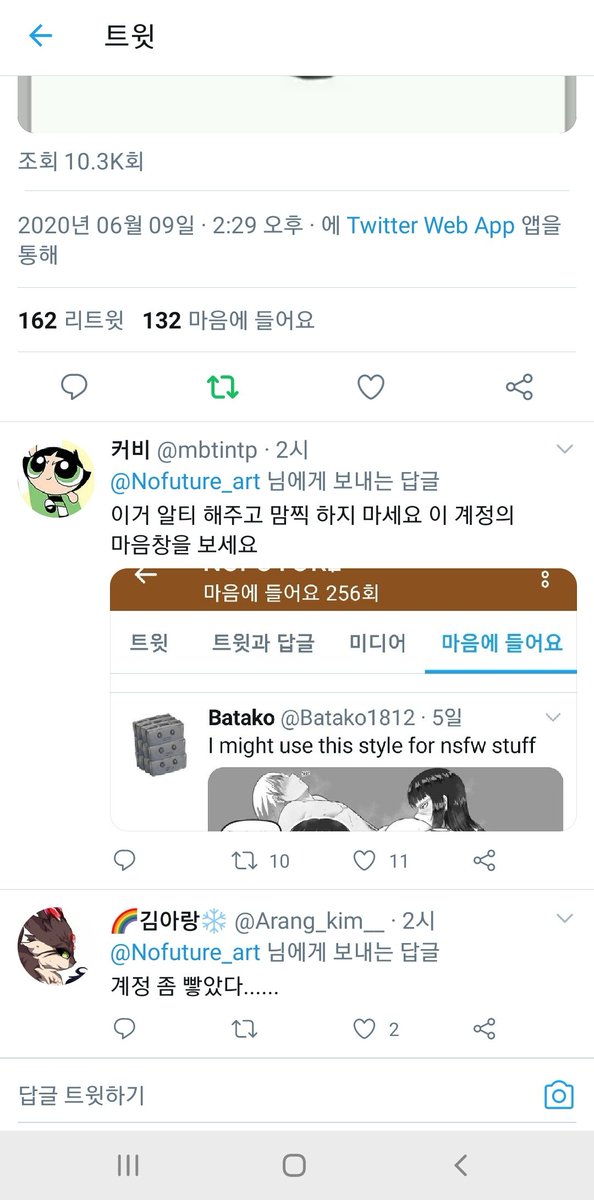 트윗
조회 10.3K회
2020년 06월 09일 · 2:29 오후 · 에 Twitter Web App 앱을
통해
162 리트윗 132 마음에 들어요
커비 @mbtintp · 2시
@Nofuture_art 님에게 보내는 답글
이거 알티 해주고 맘찍 하지 마세요 이 계정의
마음창을 보세요
마음에 들어요 256회
트윗 트윗과 답글 미디어 마음에 들어요
Batako @Batako1812 · 5일
I might use this style for nsfw stuff
10 11
🌈김아랑❄️ @Arang_kim__ · 2시
@Nofuture_art 님에게 보내는 답글
계정 좀 빻았다......
2
답글 트윗하기